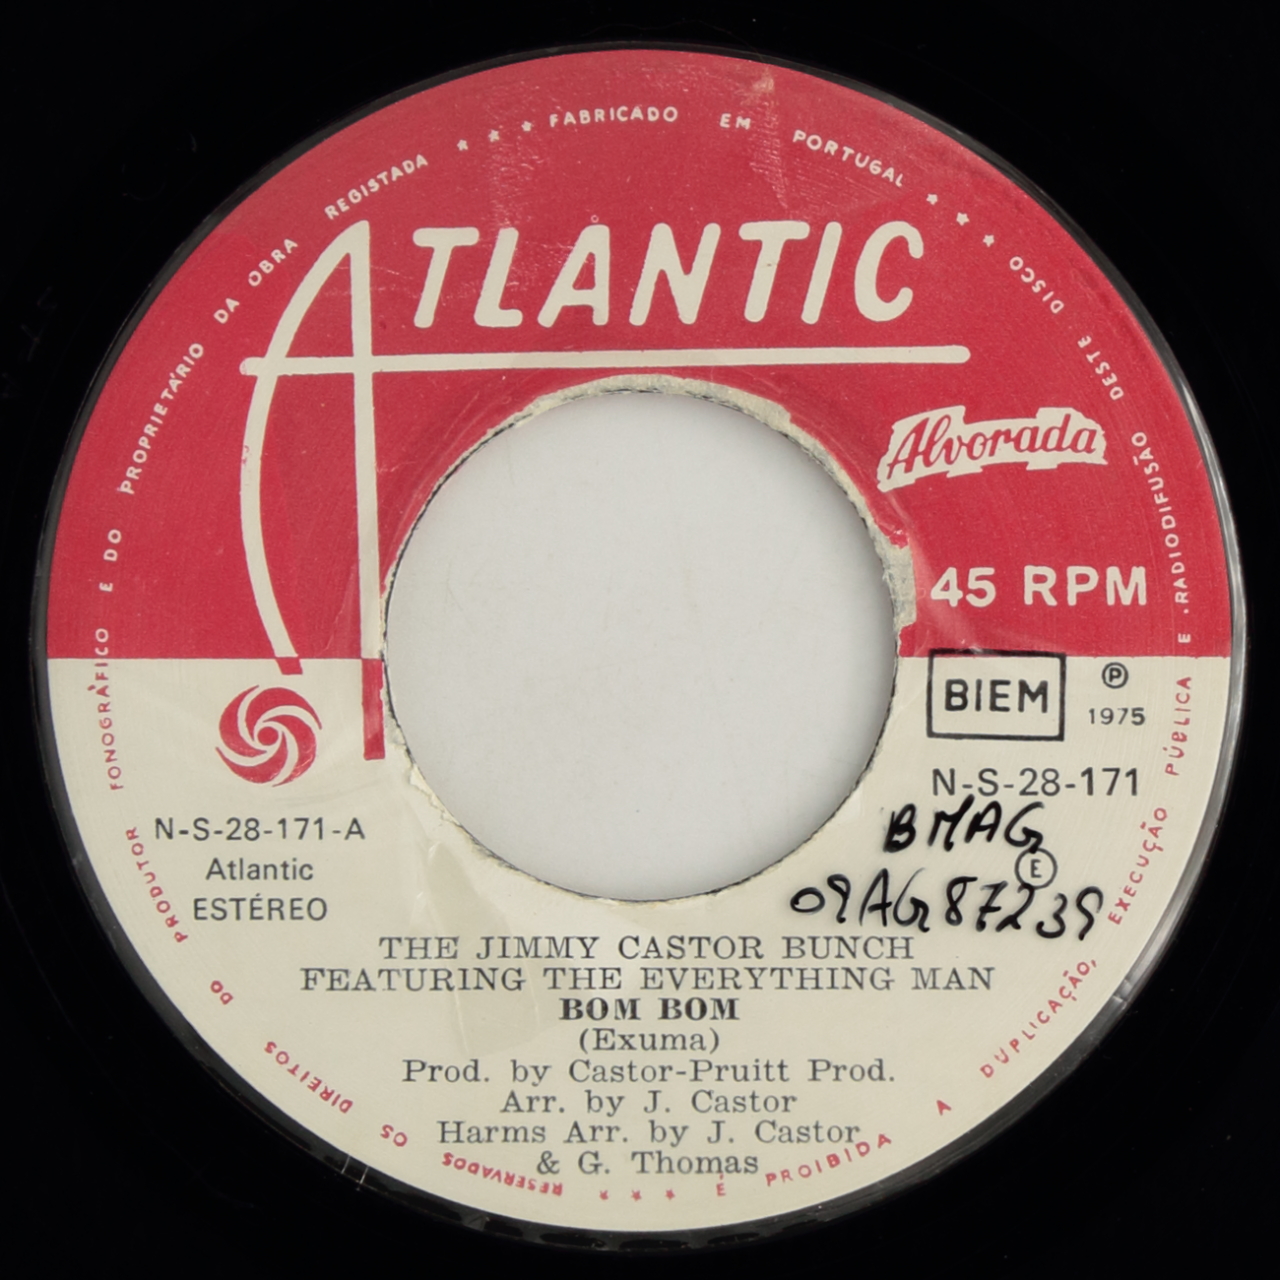 FABRICADO EM PORTUGAL
DISCO DESTE RADIODIFUSÃO E PÚBLICA EXECUÇÃO DUPLICAÇÃO, A PROIBIDA É
RESERVADOS OS DIREITOS DO PRODUTOR FONOGRÁFICO E DO PROPRIETÁRIO DA OBRA REGISTADA
ATLANTIC
Alvorada
45 RPM
BIEM
Ⓟ
1975
N-S-28-171
BMAG
Ⓔ
09AG87239
N-S-28-171-A
Atlantic
ESTÉREO
THE JIMMY CASTOR BUNCH
FEATURING THE EVERYTHING MAN
BOM BOM
(Exuma)
Prod. by Castor-Pruitt Prod.
Arr. by J. Castor
Harms Arr. by J. Castor
& G. Thomas